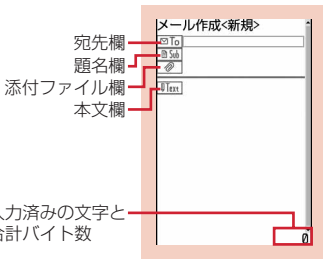 メール作成<新規>
宛先欄
To
題名欄
Sub
添付ファイル欄
本文欄
Text
入力済みの文字と
合計バイト数
0